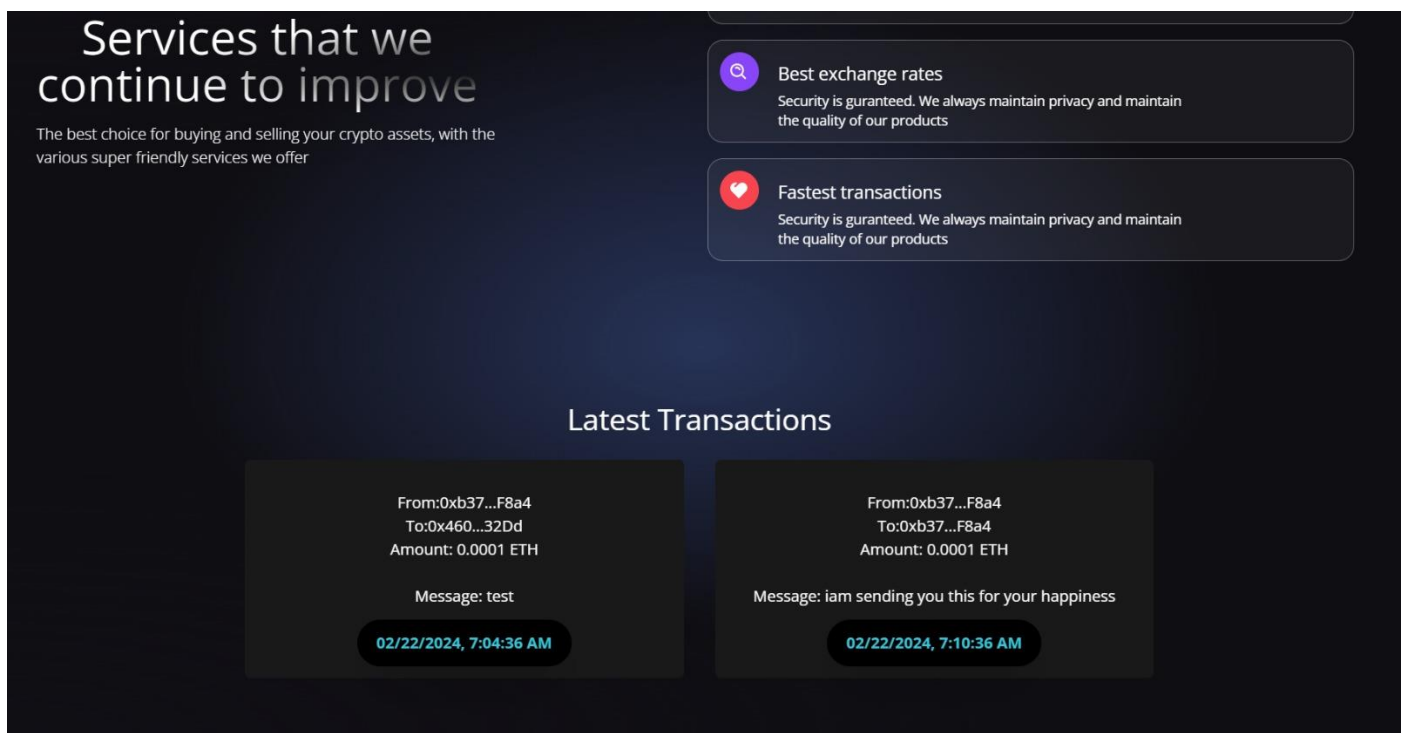 Services that we
continue to improve
The best choice for buying and selling your crypto assets, with the
various super friendly services we offer
Best exchange rates
Security is guranteed. We always maintain privacy and maintain
the quality of our products
Fastest transactions
Security is guranteed. We always maintain privacy and maintain
the quality of our products
Latest Transactions
From:0xb37...F8a4
To:0x460...32Dd
Amount: 0.0001 ETH
Message: test
02/22/2024, 7:04:36 AM
From:0xb37...F8a4
To:0xb37...F8a4
Amount: 0.0001 ETH
Message: iam sending you this for your happiness
02/22/2024, 7:10:36 AM